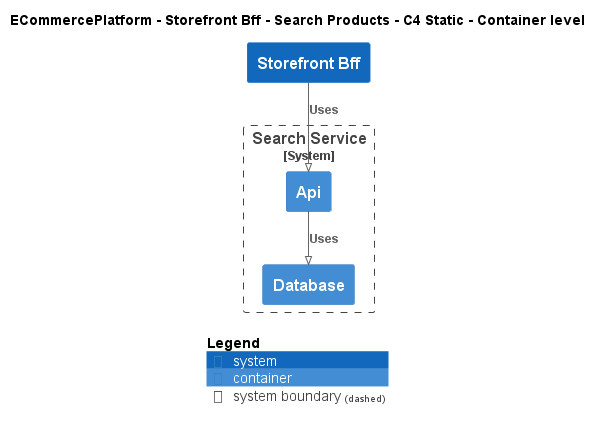 ECommercePlatform - Storefront Bff - Search Products - C4 Static - Container level
Storefront Bff
Uses
Search Service
[System]
Api
Uses
Database
Legend
system
container
system boundary (dashed)